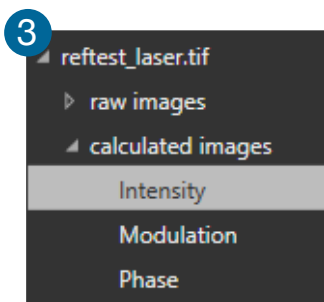 3
reftest_laser.tif
raw images
calculated images
Intensity
Modulation
Phase